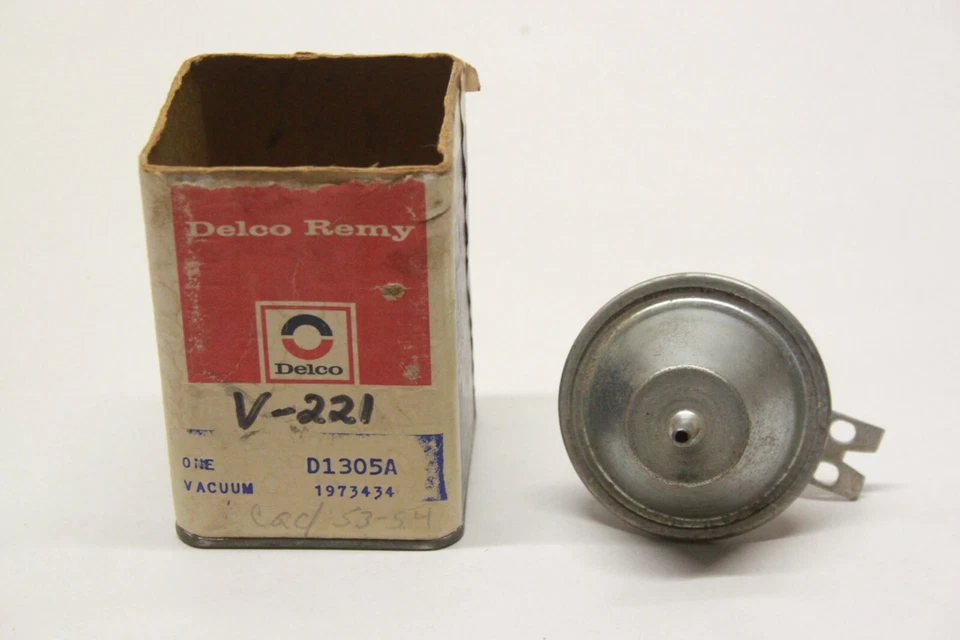 Delco Remy
Delco
V-221
ONE D1305A
VACUUM 1973434
Cad 53-54